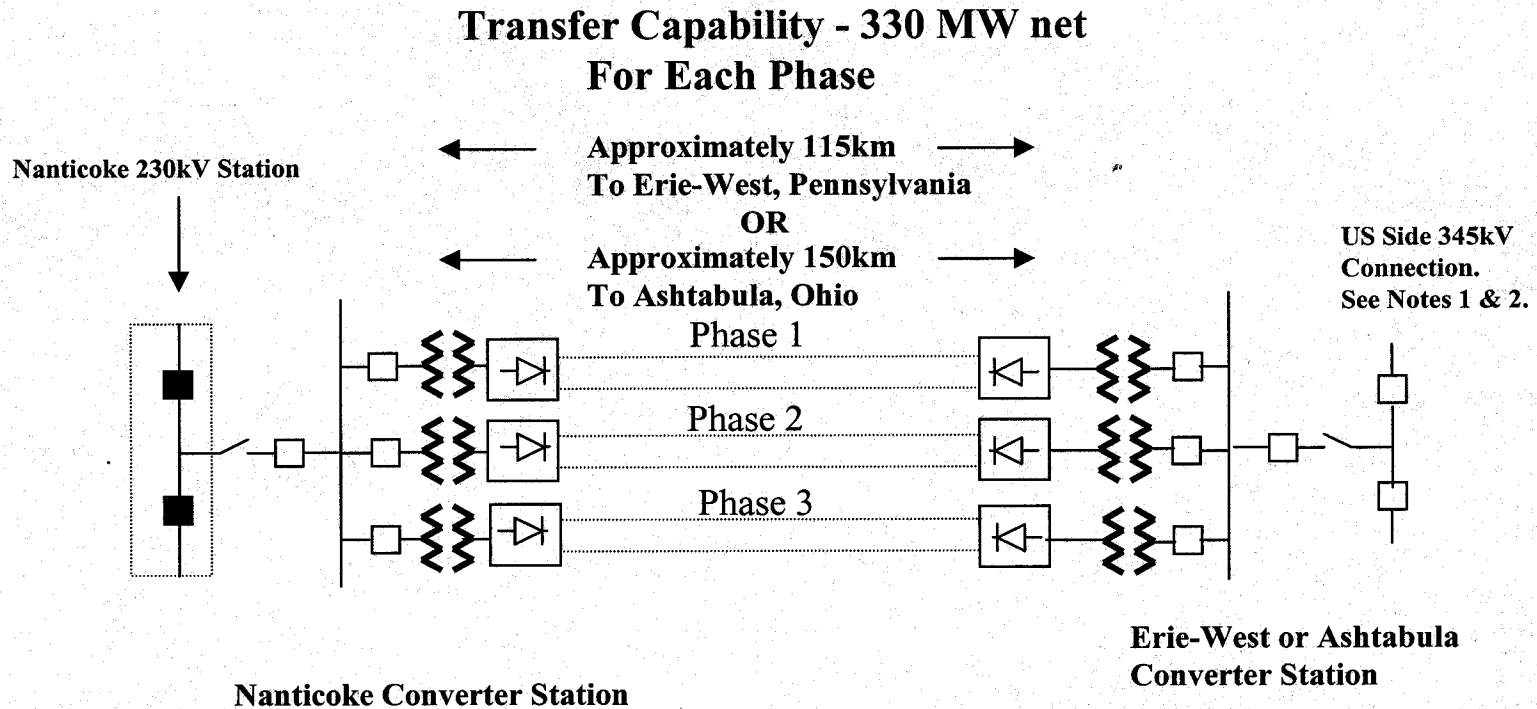 Transfer Capability - 330 MW net
For Each Phase
Approximately 115km
To Erie-West, Pennsylvania
OR
Approximately 150km
To Ashtabula, Ohio
Nanticoke 230kV Station
US Side 345kV
Connection.
See Notes 1 & 2.
Phase 1
Phase 2
Phase 3
Erie-West or Ashtabula
Converter Station
Nanticoke Converter Station